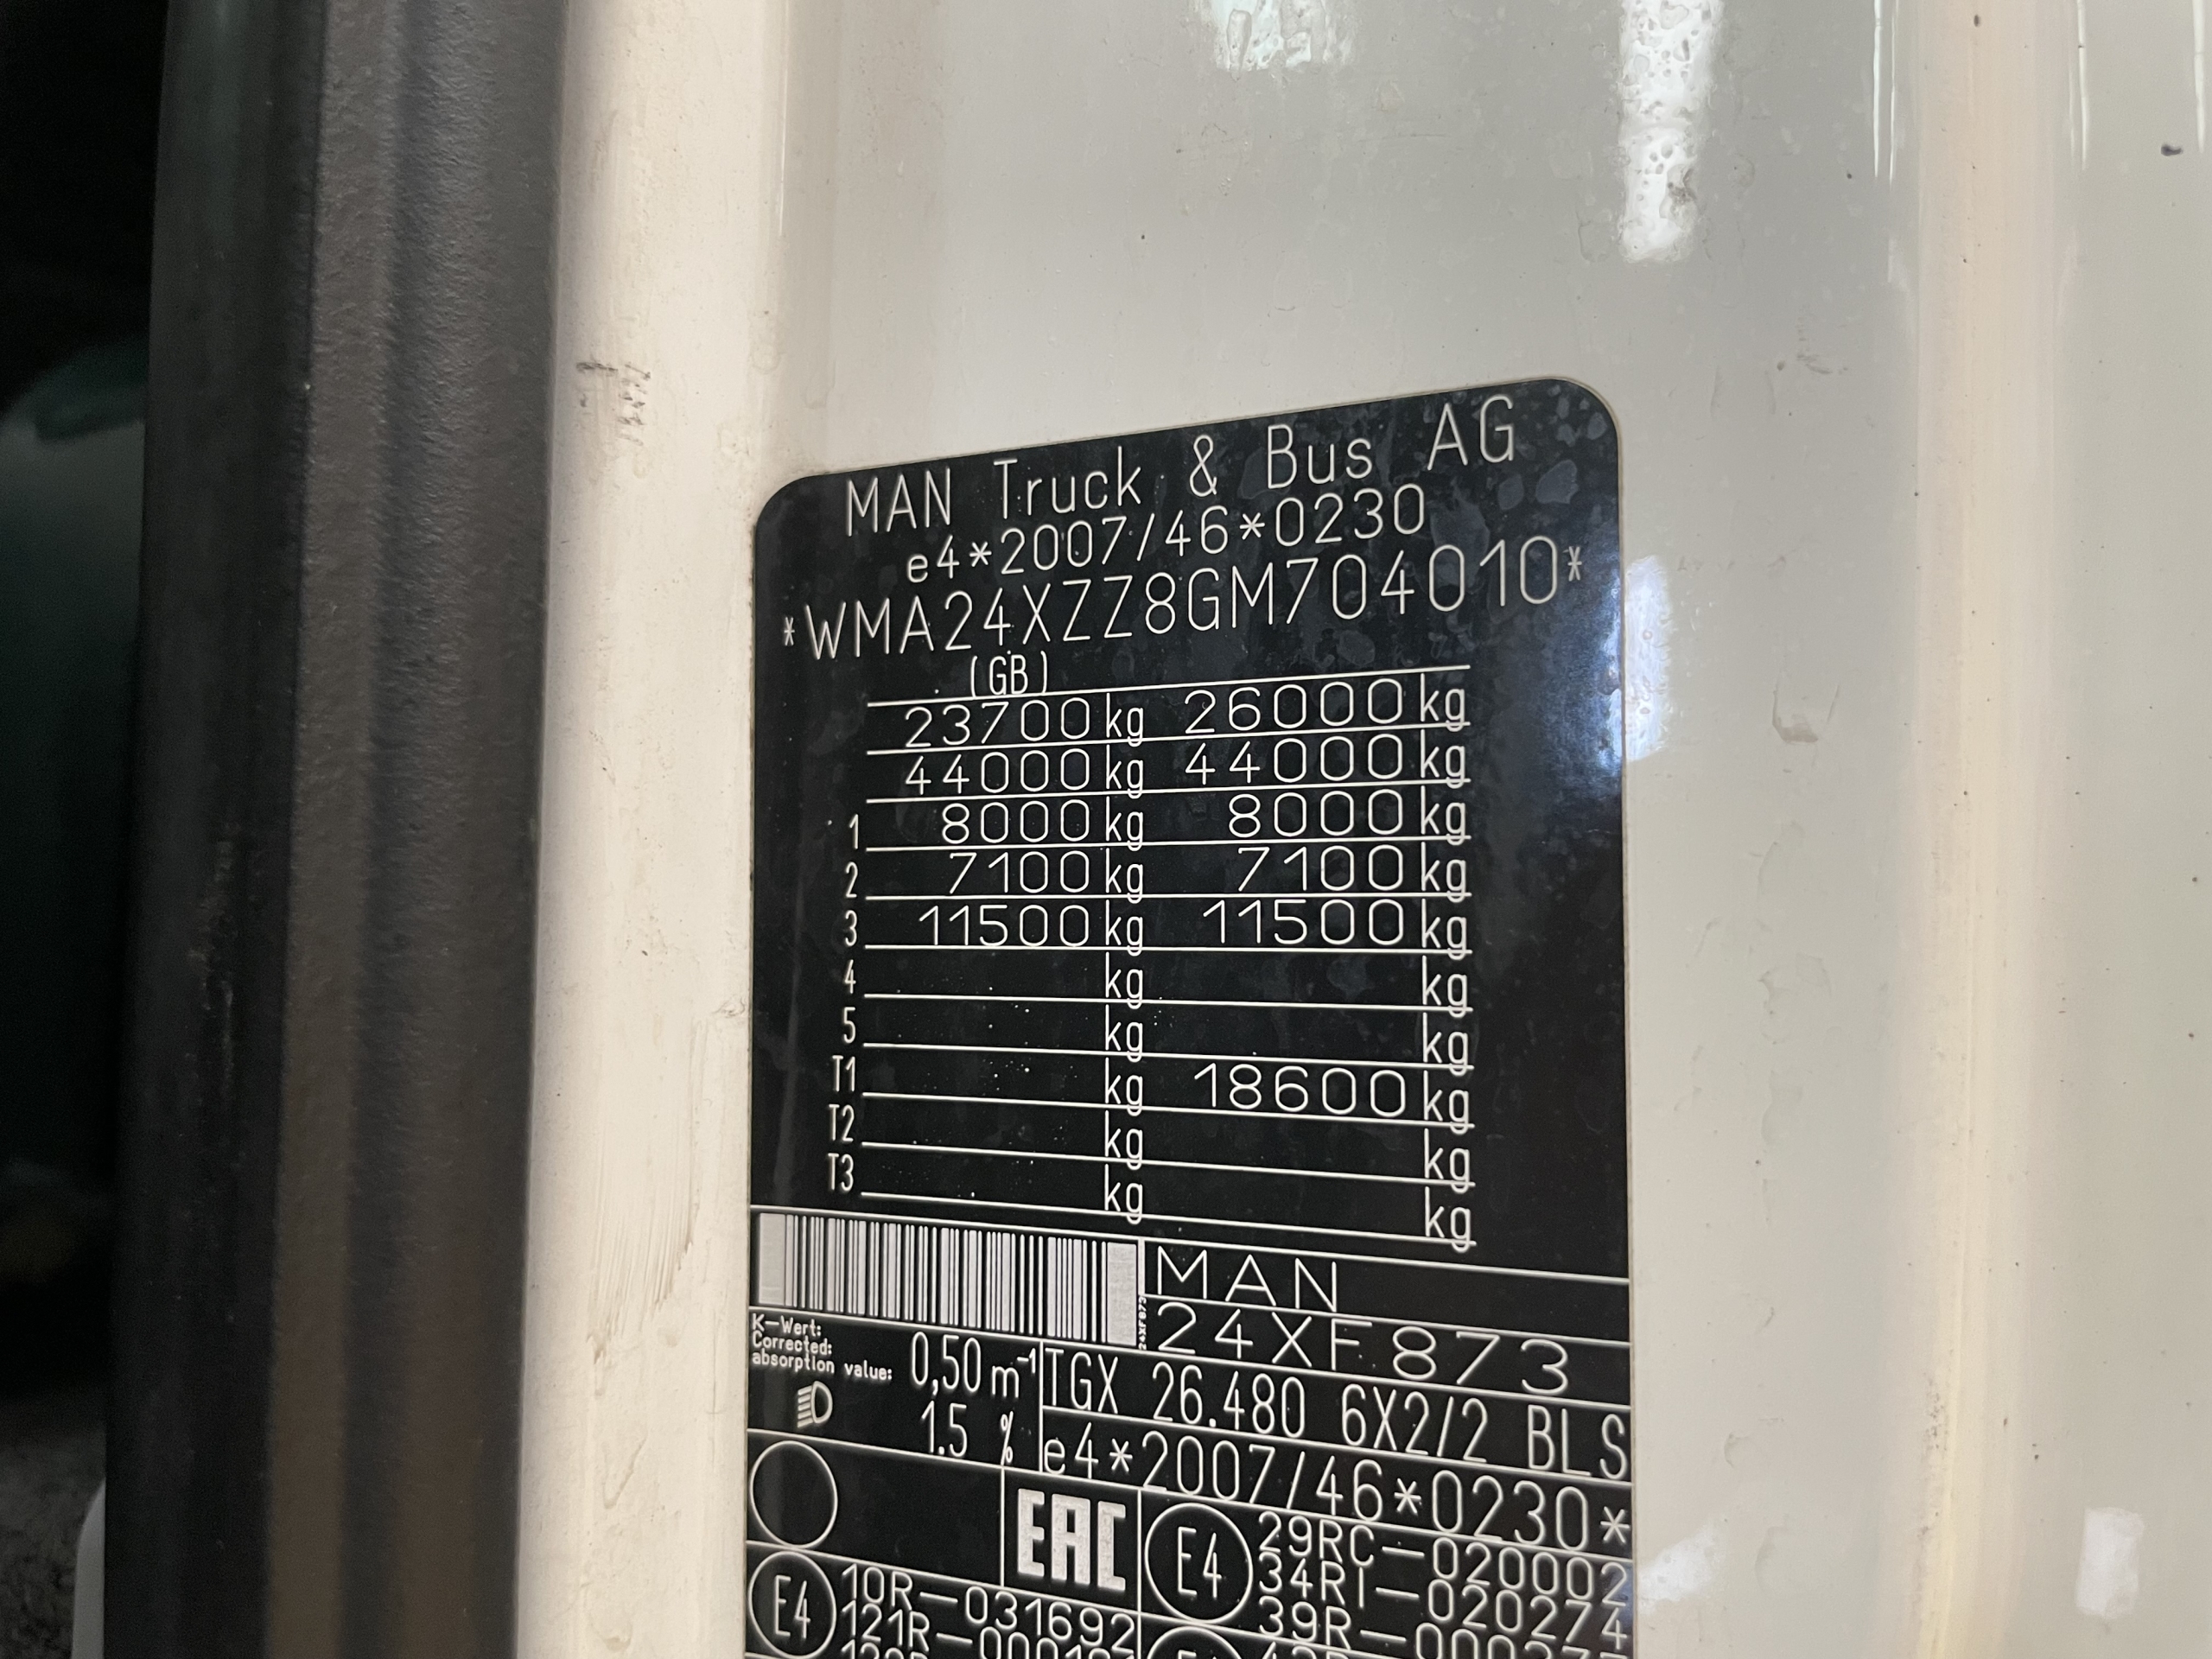 MAN Truck & Bus AG
e4*2007/46*0230
*WMA24XZZ8GM704010*
(GB)
23700 kg 26000 kg
44000 kg 44000 kg
1 8000 kg 8000 kg
2 7100 kg 7100 kg
3 11500 kg 11500 kg
4 kg kg
5 kg kg
T1 kg 18600 kg
T2 kg kg
T3 kg kg
MAN
24XF873
24XF873
K-Wert:
Corrected:
absorption value: 0,50 m⁻¹
1.5 %
TGX 26.480 6X2/2 BLS
e4*2007/46*0230*
EAC
E4
29RC-020002
34RI-020274
E4
10R-031692